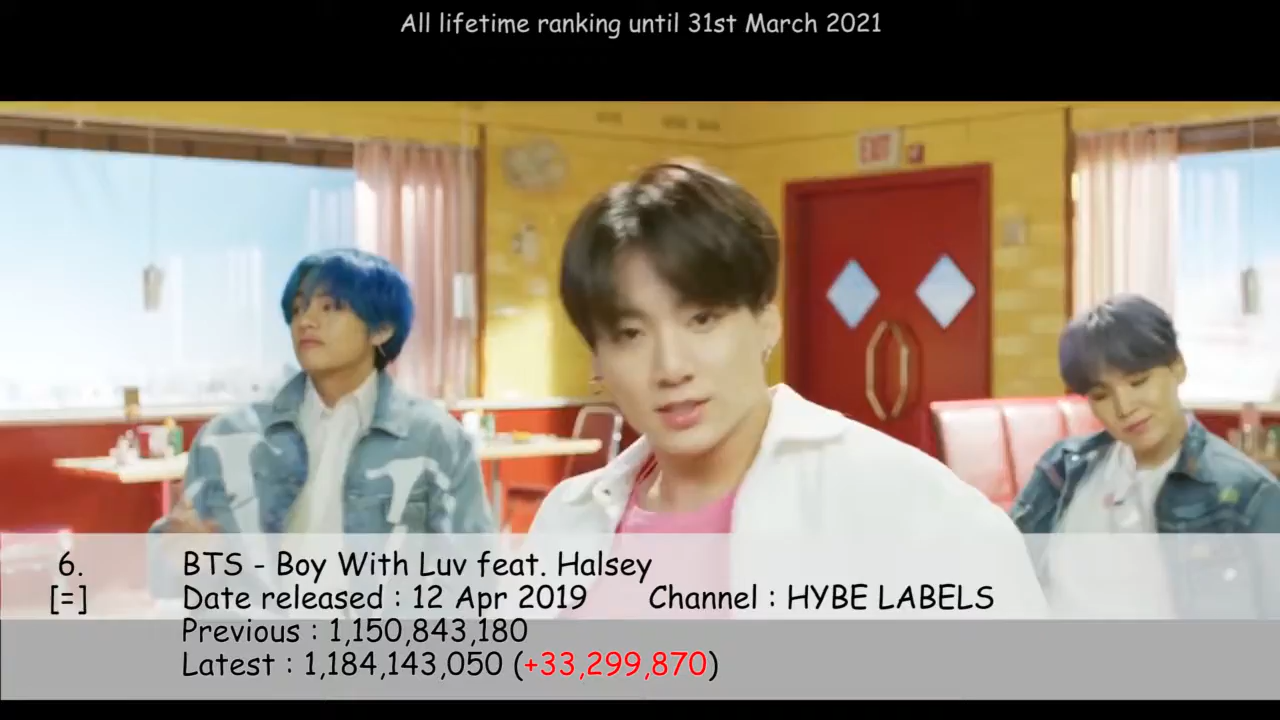 All lifetime ranking until 31st March 2021
EXIT
6. BTS - Boy With Luv feat. Halsey
[=] Date released : 12 Apr 2019 Channel : HYBE LABELS
Previous : 1,150,843,180
Latest : 1,184,143,050 (+33,299,870)